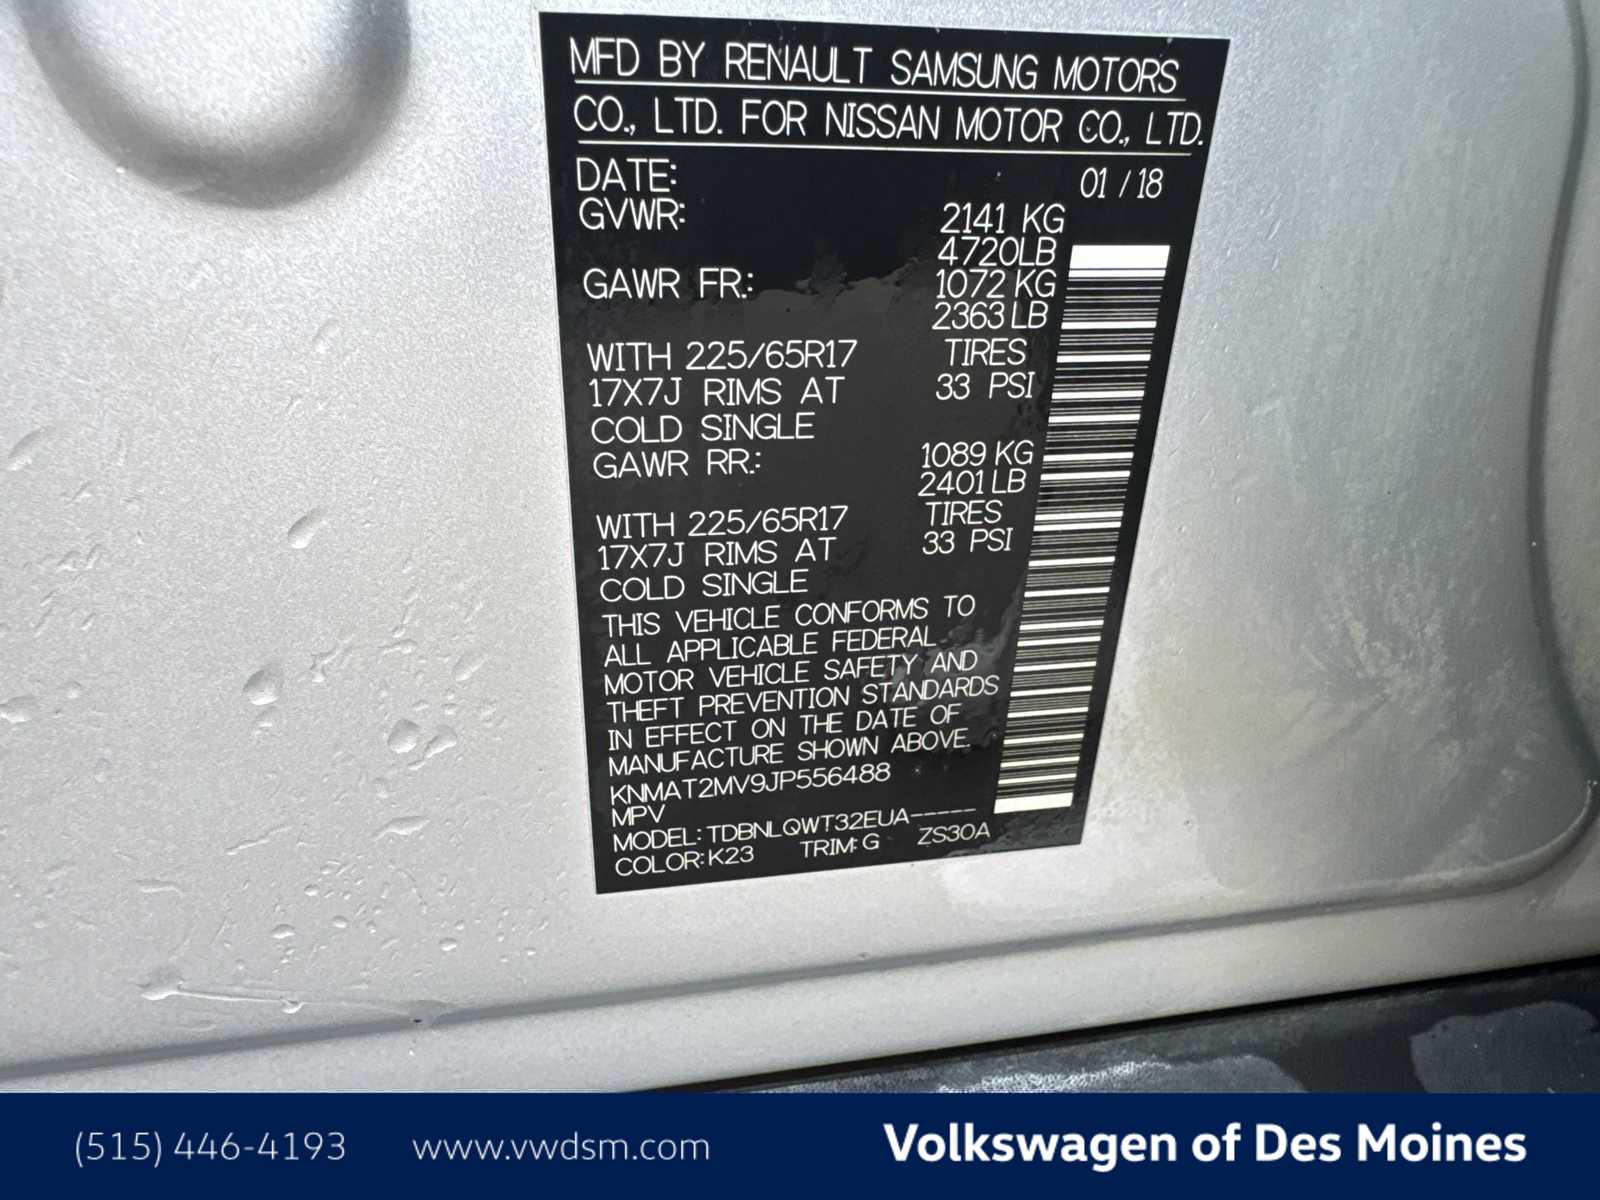 MFD BY RENAULT SAMSUNG MOTORS
CO., LTD. FOR NISSAN MOTOR CO., LTD.
DATE: 01 / 18
GVWR: 2141 KG
4720LB
GAWR FR.: 1072 KG
2363 LB
WITH 225/65R17 TIRES
17X7J RIMS AT 33 PSI
COLD SINGLE
GAWR RR.: 1089 KG
2401 LB
WITH 225/65R17 TIRES
17X7J RIMS AT 33 PSI
COLD SINGLE
THIS VEHICLE CONFORMS TO
ALL APPLICABLE FEDERAL
MOTOR VEHICLE SAFETY AND
THEFT PREVENTION STANDARDS
IN EFFECT ON THE DATE OF
MANUFACTURE SHOWN ABOVE.
KNMAT2MV9JP556488
MPV
MODEL: TDBNLQWT32EUA-----
COLOR: K23 TRIM: G ZS30A
(515) 446-4193 www.vwdsm.com Volkswagen of Des Moines